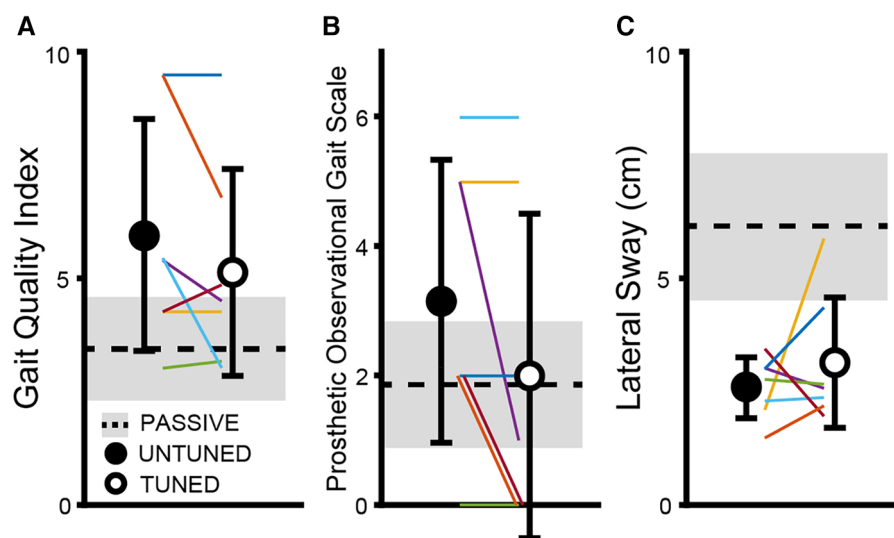 A
Gait Quality Index
10
5
0
PASSIVE
UNTUNED
TUNED
B
Prosthetic Observational Gait Scale
6
4
2
0
C
Lateral Sway (cm)
10
5
0